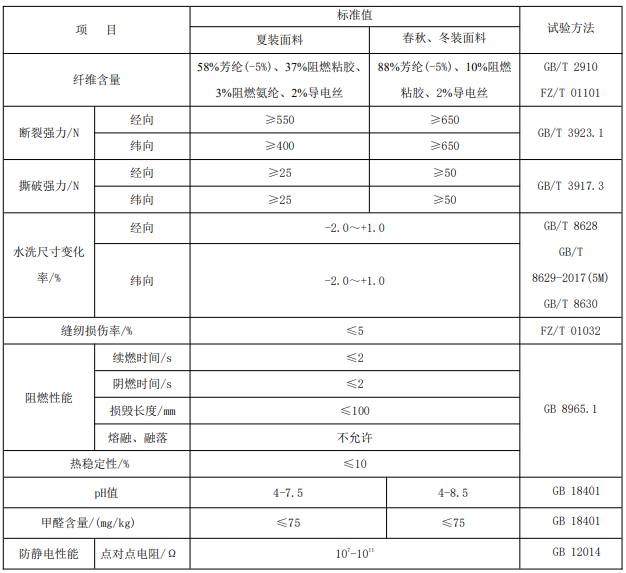 项 目 标准值 试验方法
夏装面料 春秋、冬装面料
纤维含量 58%芳纶(-5%)、37%阻燃粘胶、 88%芳纶(-5%)、10%阻燃 GB/T 2910
3%阻燃氨纶、2%导电丝 粘胶、2%导电丝 FZ/T 01101
断裂强力/N 经向 ≥550 ≥650 GB/T 3923.1
纬向 ≥400 ≥650
撕破强力/N 经向 ≥25 ≥50 GB/T 3917.3
纬向 ≥25 ≥50
水洗尺寸变化 经向 -2.0～+1.0 GB/T 8628
GB/T
率/% 纬向 -2.0～+1.0 8629-2017(5M)
GB/T 8630
缝纫损伤率/% ≤5 FZ/T 01032
阻燃性能 续燃时间/s ≤2 GB 8965.1
阴燃时间/s ≤2
损毁长度/mm ≤100
熔融、融落 不允许
热稳定性/% ≤10
pH值 4-7.5 4-8.5 GB 18401
甲醛含量/(mg/kg) ≤75 ≤75 GB 18401
防静电性能 点对点电阻/Ω 10⁷-10¹¹ GB 12014